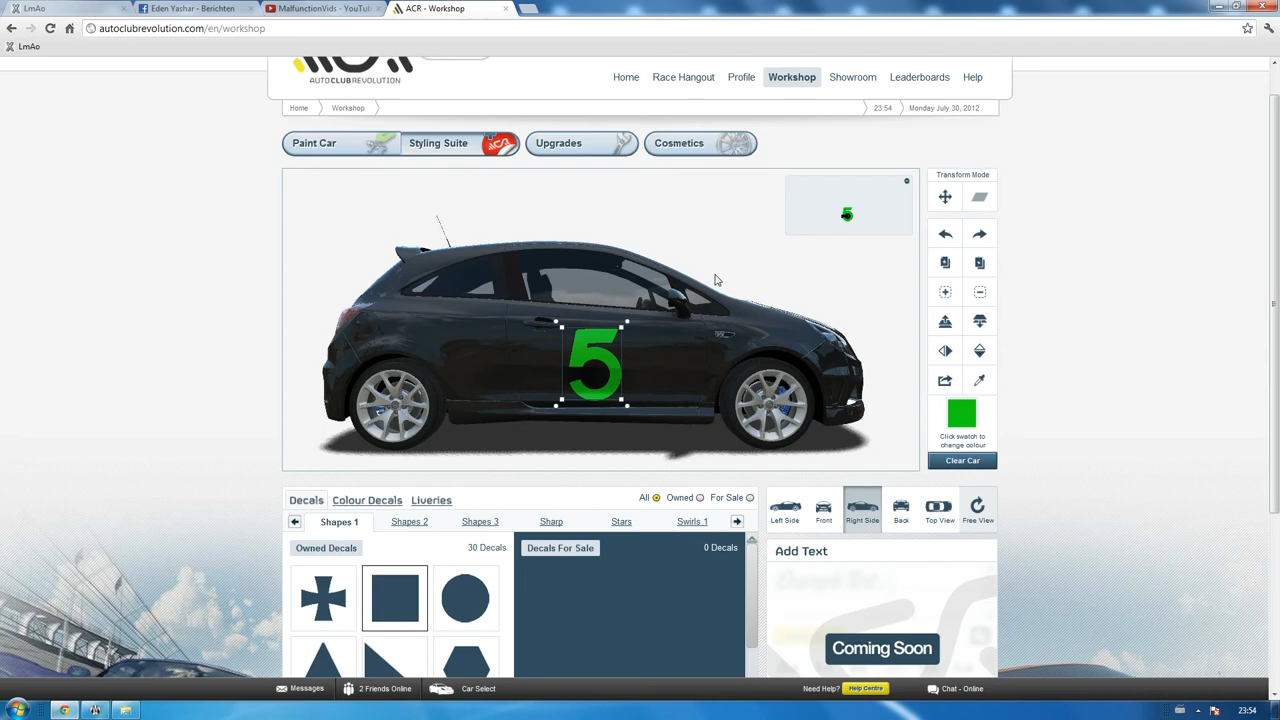 LmAo
Eden Yashar - Berichten
MalfunctionVids - YouTu
ACR - Workshop
autoclubrevolution.com/en/workshop
LmAo
AUTOCLUBREVOLUTION
Home Race Hangout Profile Workshop Showroom Leaderboards Help
Home Workshop 23:54 Monday July 30, 2012
Paint Car Styling Suite ACR Upgrades Cosmetics
Transform Mode
5
5
Click swatch to
change colour
Clear Car
Decals Colour Decals Liveries All Owned For Sale
Left Side Front Right Side Back Top View Free View
Shapes 1 Shapes 2 Shapes 3 Sharp Stars Swirls 1
Owned Decals 30 Decals Decals For Sale 0 Decals
Add Text
Coming Soon
Messages 2 Friends Online Car Select Need Help? Help Centre Chat - Online
23:54